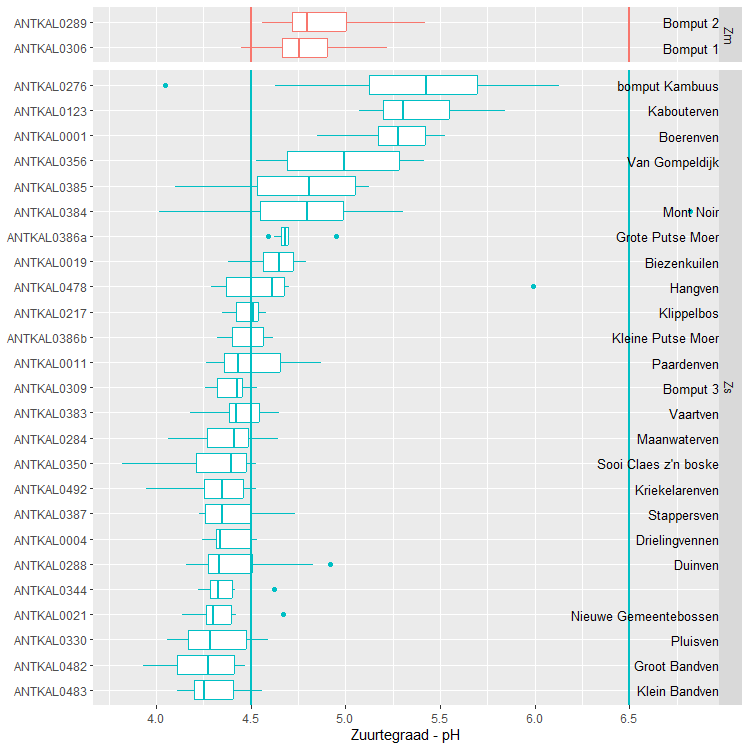 ANTKAL0289 Bomput 2
ANTKAL0306 Bomput 1
Zm
ANTKAL0276 bomput Kambuus
ANTKAL0123 Kabouterven
ANTKAL0001 Boerenven
ANTKAL0356 Van Gompeldijk
ANTKAL0385
ANTKAL0384 Mont Noir
ANTKAL0386a Grote Putse Moer
ANTKAL0019 Biezenkuilen
ANTKAL0478 Hangven
ANTKAL0217 Klippelbos
ANTKAL0386b Kleine Putse Moer
ANTKAL0011 Paardenven
ANTKAL0309 Bomput 3
Zs
ANTKAL0383 Vaartven
ANTKAL0284 Maanwaterven
ANTKAL0350 Sooi Claes z'n boske
ANTKAL0492 Kriekelarenven
ANTKAL0387 Stappersven
ANTKAL0004 Drielingvennen
ANTKAL0288 Duinven
ANTKAL0344
ANTKAL0021 Nieuwe Gemeentebossen
ANTKAL0330 Pluisven
ANTKAL0482 Groot Bandven
ANTKAL0483 Klein Bandven
4.0 4.5 5.0 5.5 6.0 6.5
Zuurtegraad - pH